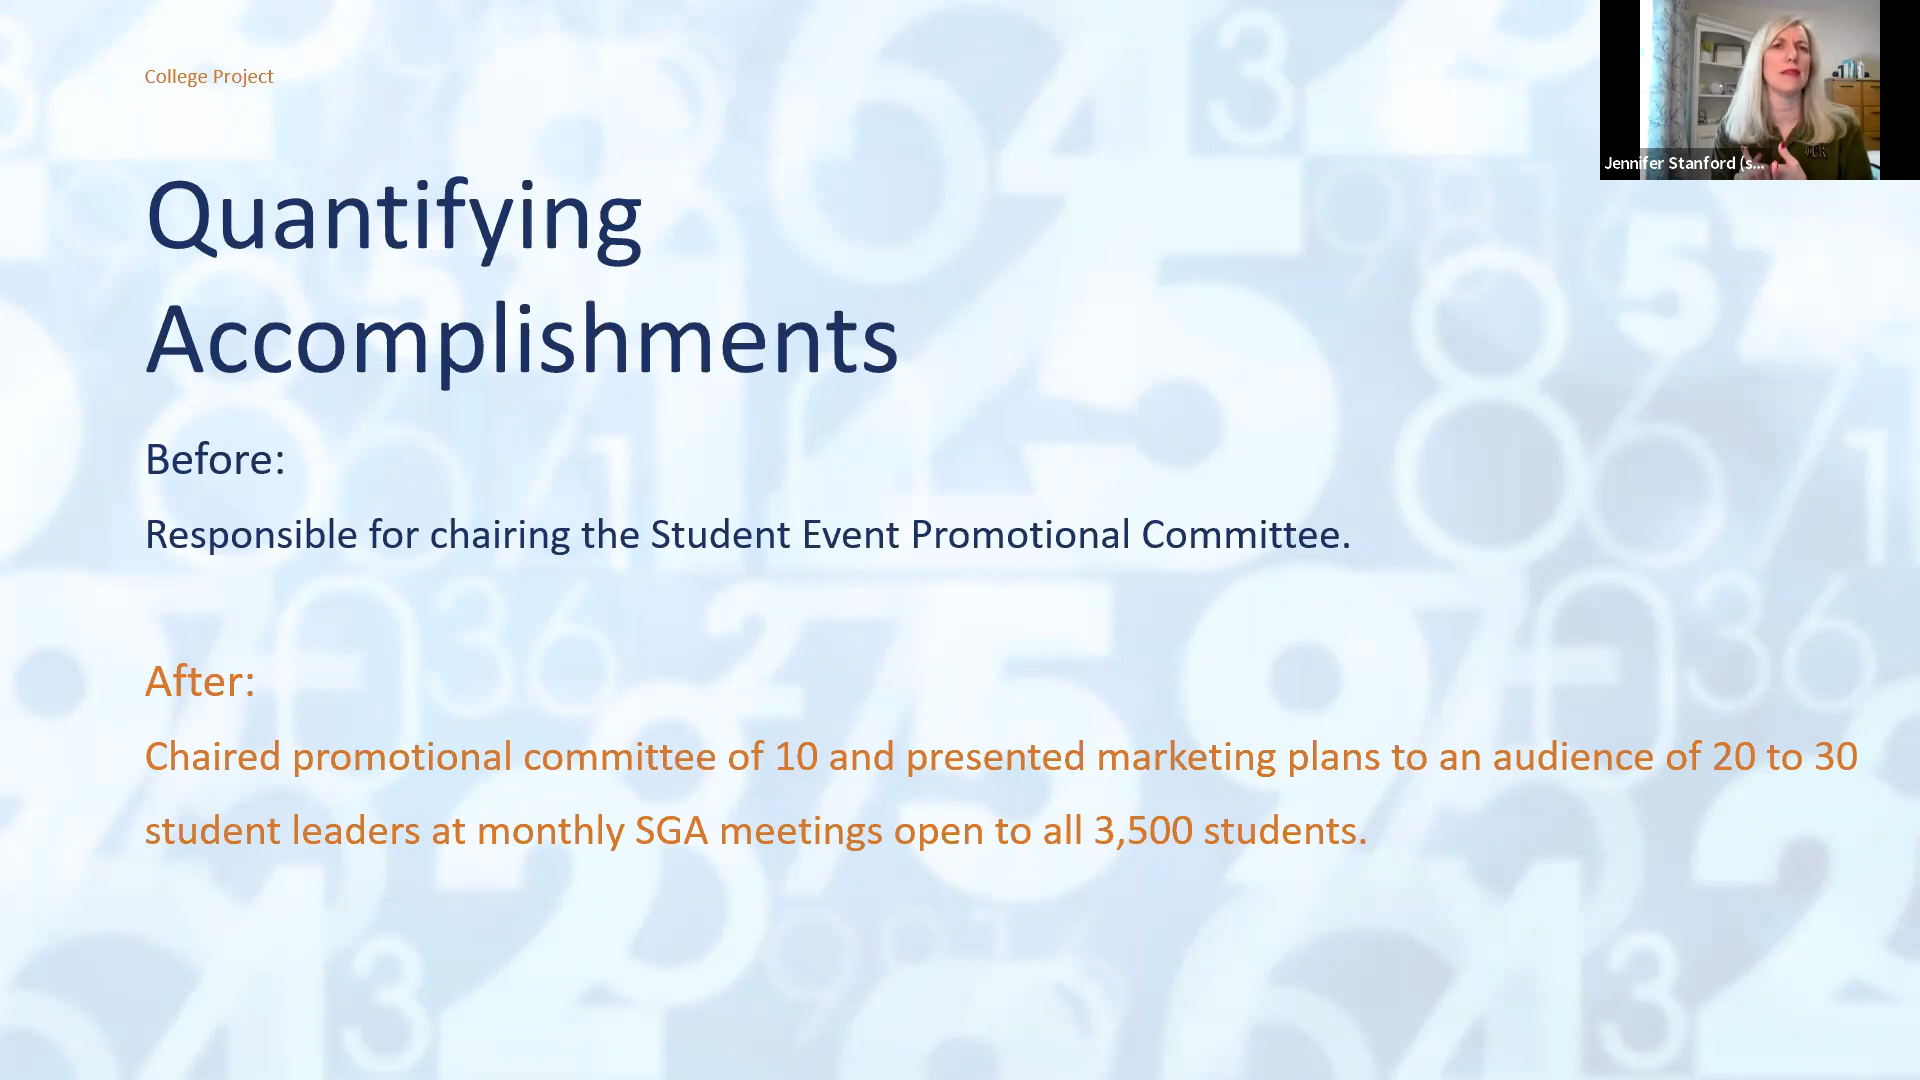 College Project
Quantifying
Accomplishments
Before:
Responsible for chairing the Student Event Promotional Committee.
After:
Chaired promotional committee of 10 and presented marketing plans to an audience of 20 to 30
student leaders at monthly SGA meetings open to all 3,500 students.
Jennifer Stanford (s...